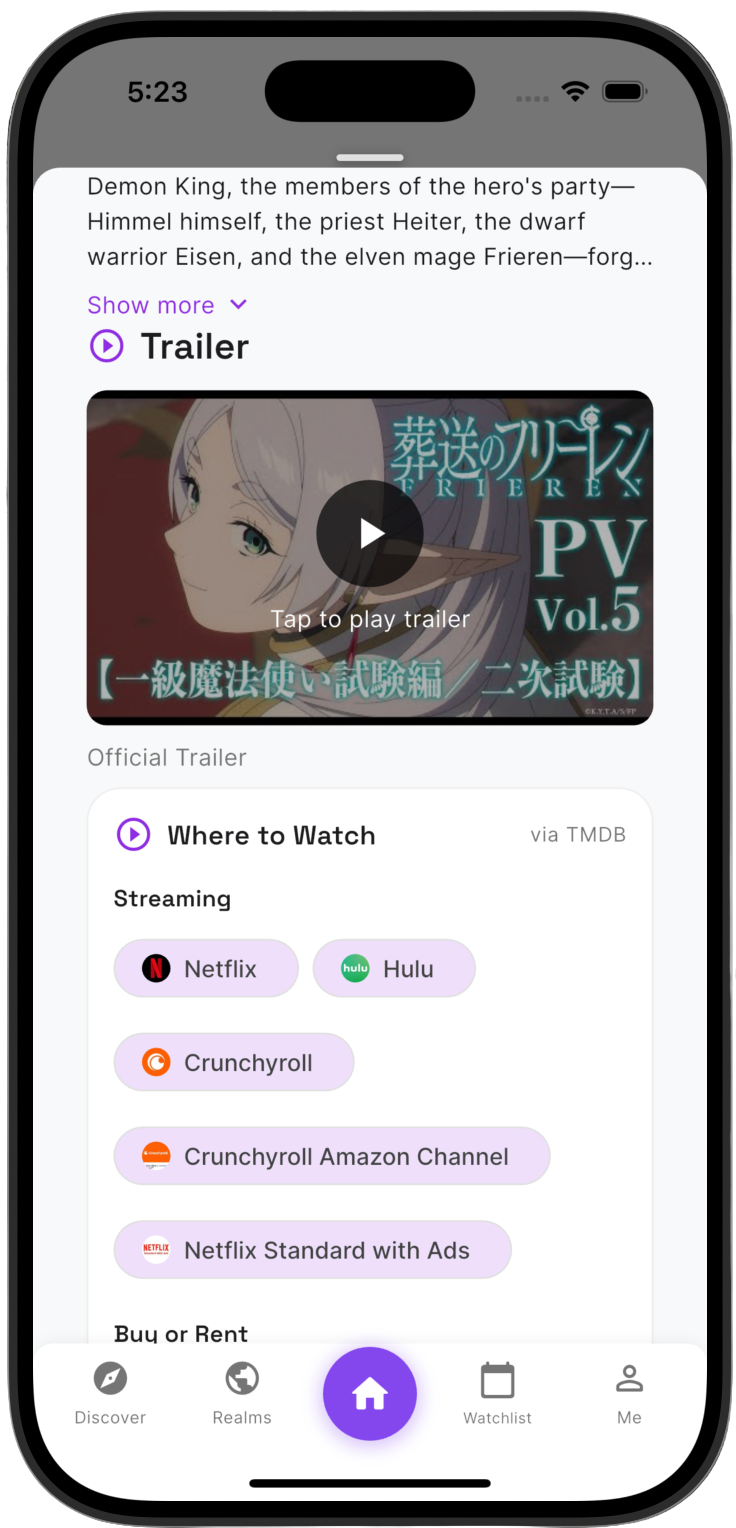 5:23
Demon King, the members of the hero's party—
Himmel himself, the priest Heiter, the dwarf
warrior Eisen, and the elven mage Frieren—forg...
Show more
Trailer
葬送のフリーレン
FRIEREN
PV
Vol.5
Tap to play trailer
【一級魔法使い試験編／二次試験】
Official Trailer
Where to Watch
via TMDB
Streaming
Netflix
hulu
Hulu
Crunchyroll
Crunchyroll Amazon Channel
NETFLIX
Netflix Standard with Ads
Buy or Rent
Discover
Realms
Watchlist
Me